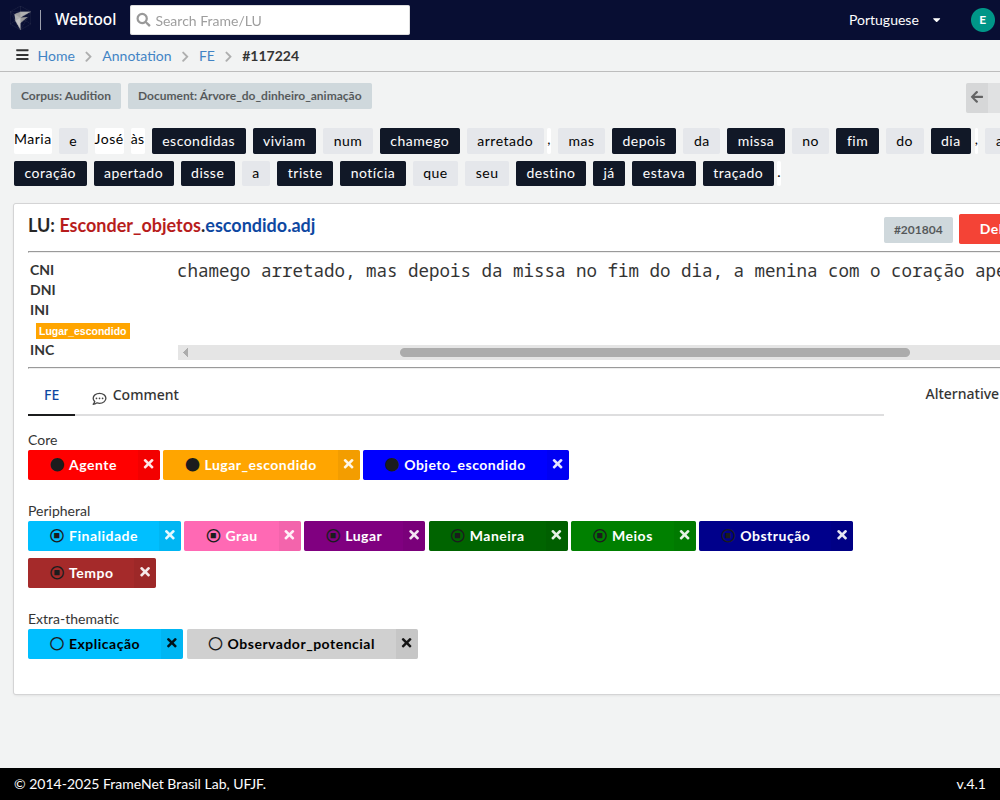 Webtool Search Frame/LU Portuguese E
Home Annotation FE #117224
Corpus: Audition Document: Árvore_do_dinheiro_animação
Maria e José às escondidas viviam num chamego arretado , mas depois da missa no fim do dia , a
coração apertado disse a triste notícia que seu destino já estava traçado .
LU: Esconder_objetos.escondido.adj #201804
CNI chamego arretado, mas depois da missa no fim do dia, a menina com o coração ape
DNI
INI
Lugar_escondido
INC
FE Comment Alternative
Core
Agente Lugar_escondido Objeto_escondido
Peripheral
Finalidade Grau Lugar Maneira Meios Obstrução
Tempo
Extra-thematic
Explicação Observador_potencial
© 2014-2025 FrameNet Brasil Lab, UFJF. v.4.1